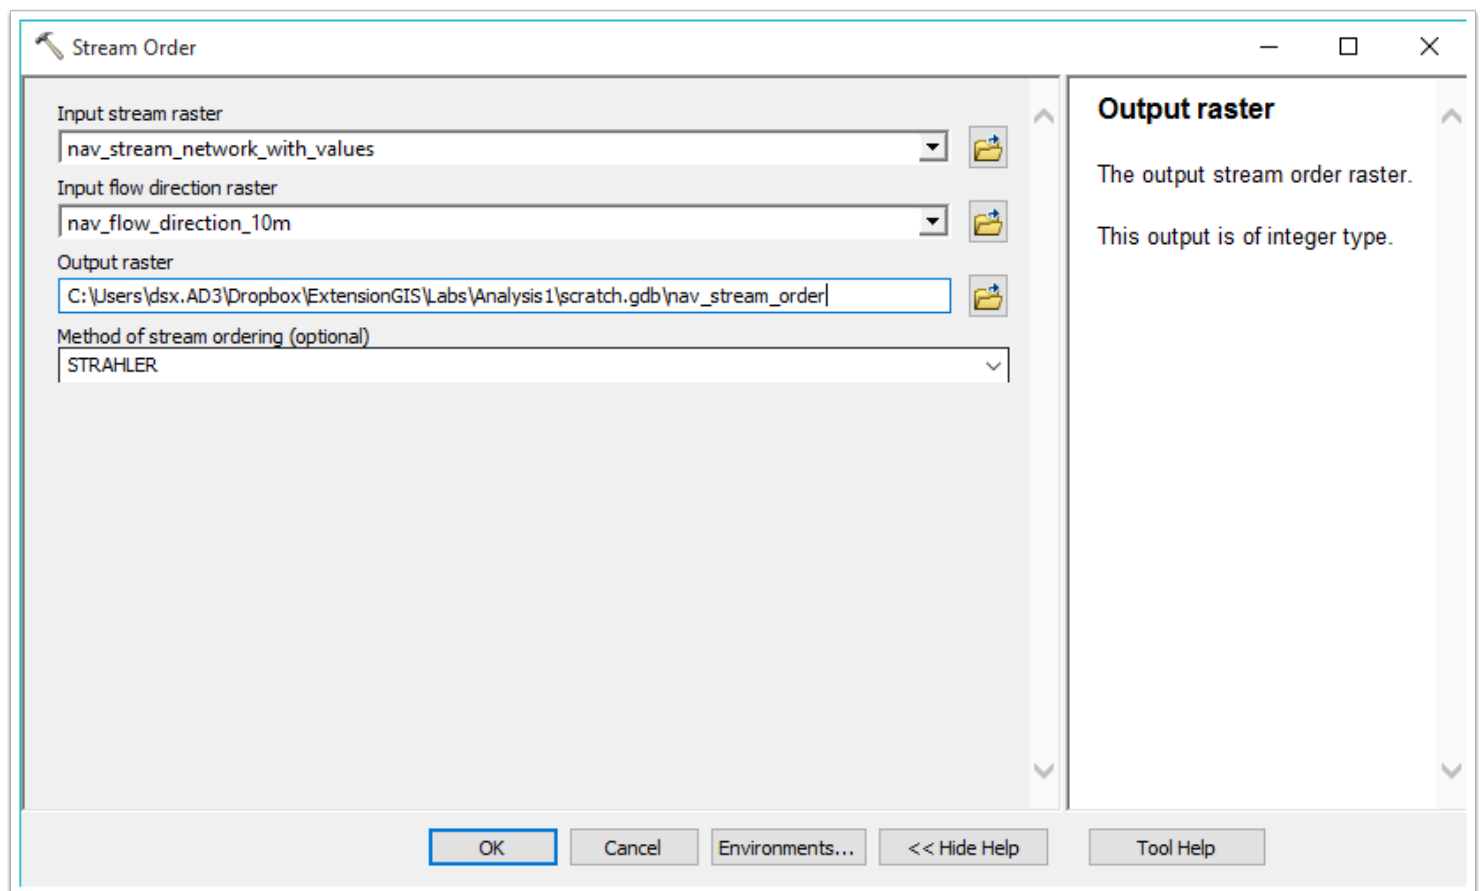 Stream Order
Input stream raster
nav_stream_network_with_values
Input flow direction raster
nav_flow_direction_10m
Output raster
C:\Users\dsx.AD3\Dropbox\ExtensionGIS\Labs\Analysis1\scratch.gdb\nav_stream_order
Method of stream ordering (optional)
STRAHLER
Output raster
The output stream order raster.
This output is of integer type.
OK
Cancel
Environments...
<< Hide Help
Tool Help